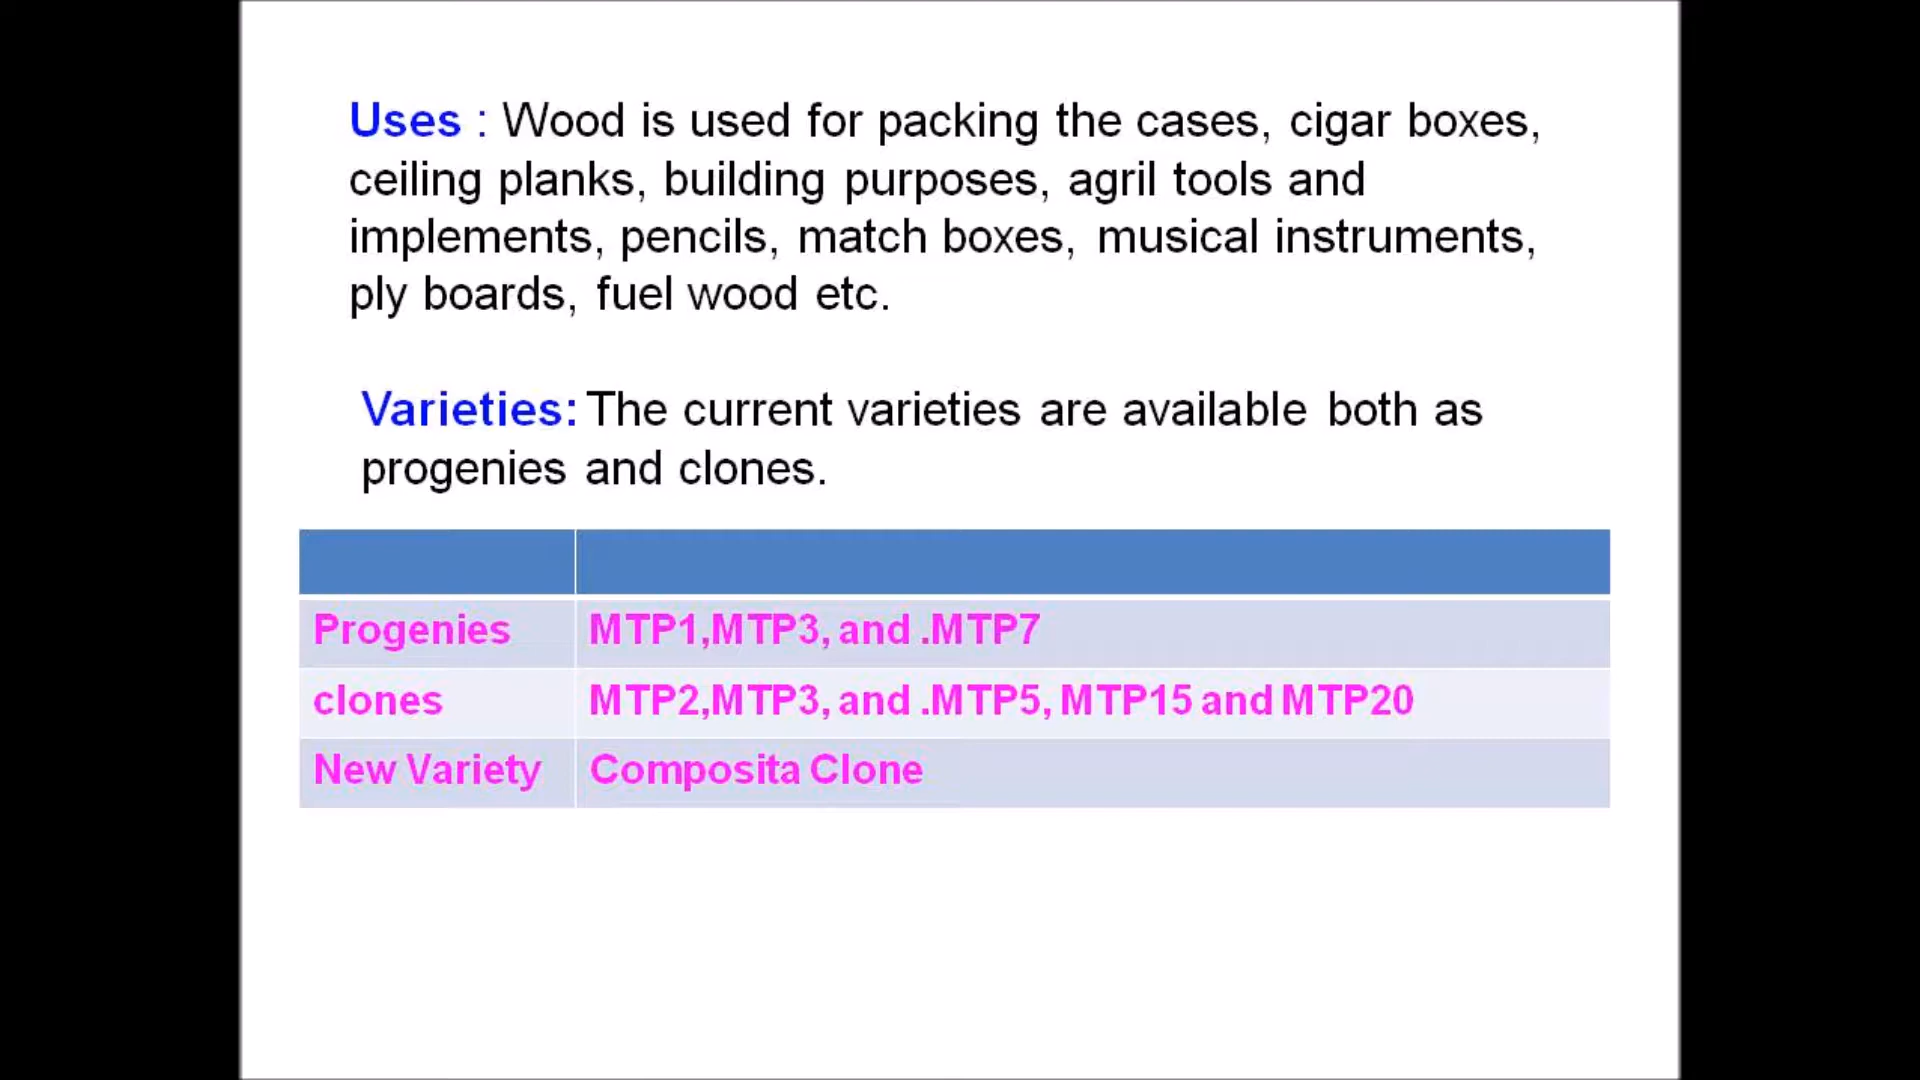 Uses : Wood is used for packing the cases, cigar boxes,
ceiling planks, building purposes, agril tools and
implements, pencils, match boxes, musical instruments,
ply boards, fuel wood etc.
Varieties: The current varieties are available both as
progenies and clones.
Progenies MTP1,MTP3, and .MTP7
clones MTP2,MTP3, and .MTP5, MTP15 and MTP20
New Variety Composita Clone